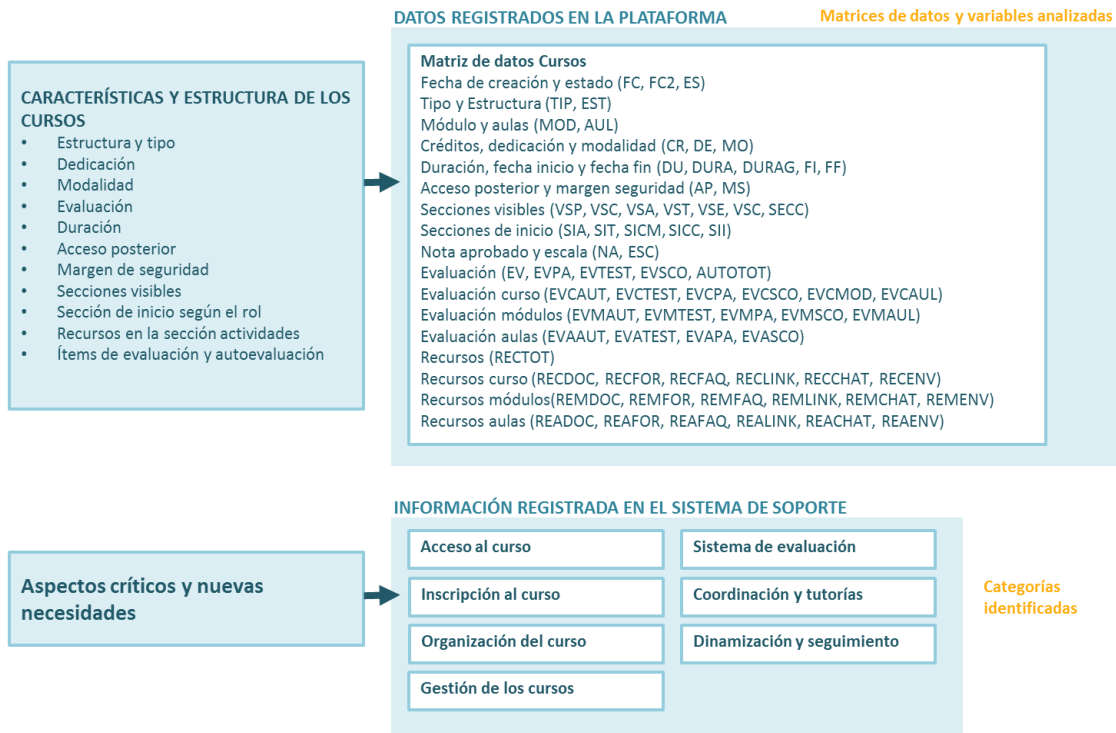 DATOS REGISTRADOS EN LA PLATAFORMA
Matrices de datos y variables analizadas
CARACTERÍSTICAS Y ESTRUCTURA DE LOS
CURSOS
• Estructura y tipo
• Dedicación
• Modalidad
• Evaluación
• Duración
• Acceso posterior
• Margen de seguridad
• Secciones visibles
• Sección de inicio según el rol
• Recursos en la sección actividades
• Ítems de evaluación y autoevaluación
Matriz de datos Cursos
Fecha de creación y estado (FC, FC2, ES)
Tipo y Estructura (TIP, EST)
Módulo y aulas (MOD, AUL)
Créditos, dedicación y modalidad (CR, DE, MO)
Duración, fecha inicio y fecha fin (DU, DURA, DURAG, FI, FF)
Acceso posterior y margen seguridad (AP, MS)
Secciones visibles (VSP, VSC, VSA, VST, VSE, VSC, SECC)
Secciones de inicio (SIA, SIT, SICM, SICC, SII)
Nota aprobado y escala (NA, ESC)
Evaluación (EV, EVPA, EVTEST, EVSCO, AUTOTOT)
Evaluación curso (EVCAUT, EVCTEST, EVCPA, EVCSCO, EVCMOD, EVCAUL)
Evaluación módulos (EVMAUT, EVMTEST, EVMPA, EVMSCO, EVMAUL)
Evaluación aulas (EVAAUT, EVATEST, EVAPA, EVASCO)
Recursos (RECTOT)
Recursos curso (RECDOC, RECFOR, RECFAQ, RECLINK, RECCHAT, RECENV)
Recursos módulos(REMDOC, REMFOR, REMFAQ, REMLINK, REMCHAT, REMENV)
Recursos aulas (READOC, REAFOR, REAFAQ, REALINK, REACHAT, REAENV)
INFORMACIÓN REGISTRADA EN EL SISTEMA DE SOPORTE
Aspectos críticos y nuevas
necesidades
Acceso al curso
Sistema de evaluación
Inscripción al curso
Coordinación y tutorías
Organización del curso
Dinamización y seguimiento
Gestión de los cursos
Categorías
identificadas